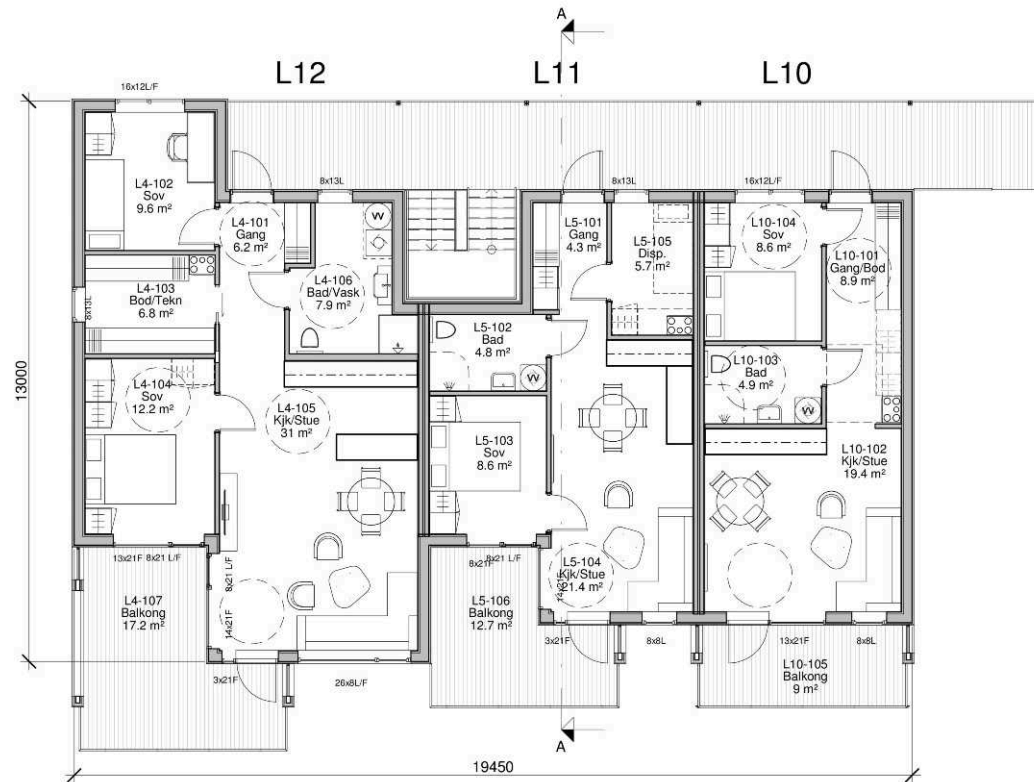 A
L12
L11
L10
16x12L/F
8x13L
8x13L
16x12L/F
L4-102
Sov
9.6 m²
L4-101
Gang
6.2 m²
L5-101
Gang
4.3 m²
L5-105
Disp.
5.7 m²
L10-104
Sov
8.6 m²
L10-101
Gang/Bod
8.9 m²
L4-103
Bod/Tekn
6.8 m²
8x13L
L4-106
Bad/Vask
7.9 m²
L5-102
Bad
4.8 m²
L10-103
Bad
4.9 m²
13000
L4-104
Sov
12.2 m²
L4-105
Kjk/Stue
31 m²
L5-103
Sov
8.6 m²
L10-102
Kjk/Stue
19.4 m²
13x21F
8x21 L/F
8x21 L/F
14x21F
8x21F
8x21 L/F
14x21F
L5-104
Kjk/Stue
21.4 m²
L4-107
Balkong
17.2 m²
L5-106
Balkong
12.7 m²
3x21F
8x8L
13x21F
8x8L
L10-105
Balkong
9 m²
3x21F
26x8L/F
A
19450